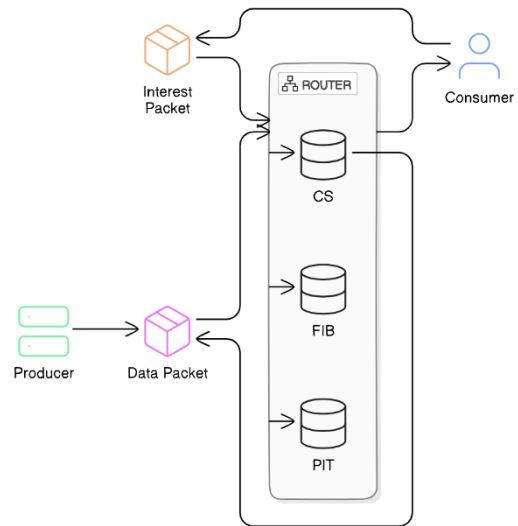 Interest
Packet
ROUTER
Consumer
CS
FIB
Producer
Data Packet
PIT